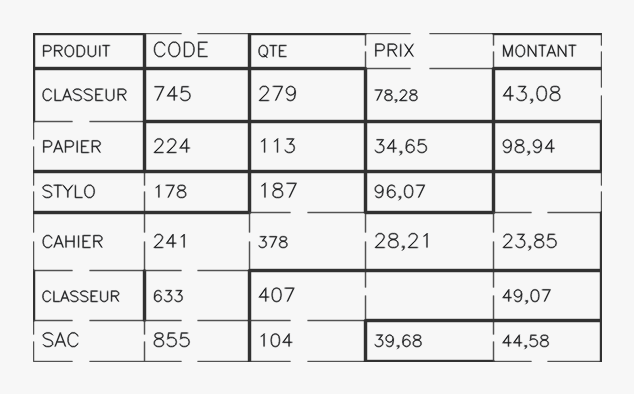 PRODUIT CODE QTE PRIX MONTANT
CLASSEUR 745 279 78,28 43,08
PAPIER 224 113 34,65 98,94
STYLO 178 187 96,07
CAHIER 241 378 28,21 23,85
CLASSEUR 633 407 49,07
SAC 855 104 39,68 44,58